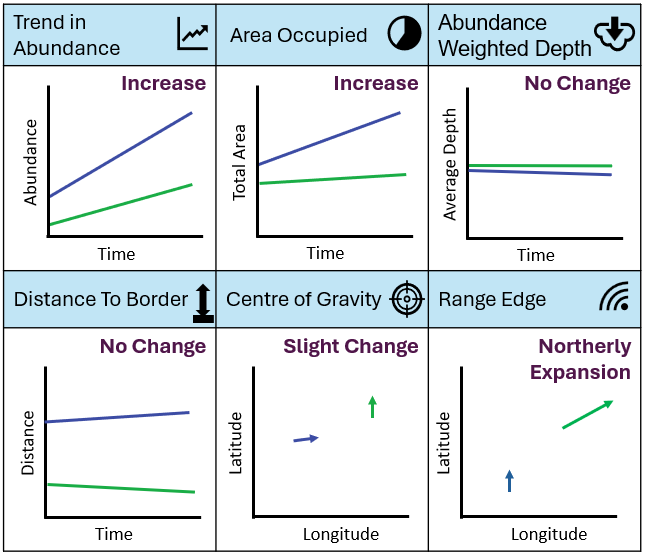 Trend in
Abundance
Area Occupied
Abundance
Weighted Depth
Increase
Abundance
Time
Increase
Total Area
Time
No Change
Average Depth
Time
Distance To Border
Centre of Gravity
Range Edge
No Change
Distance
Time
Slight Change
Latitude
Longitude
Northerly
Expansion
Latitude
Longitude